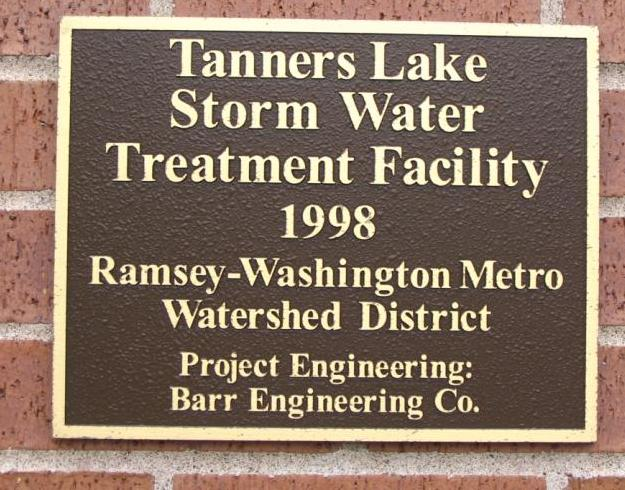 Tanners Lake
Storm Water
Treatment Facility
1998
Ramsey-Washington Metro
Watershed District
Project Engineering:
Barr Engineering Co.